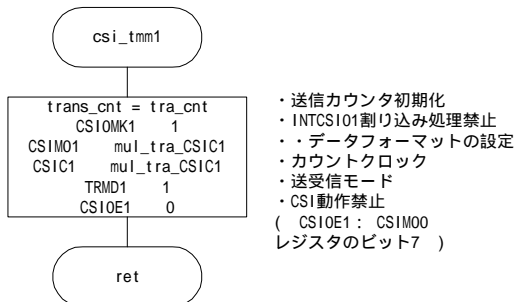 csi_tmm1
trans_cnt = tra_cnt
CSIOMK1 1
CSIMO1 mul_tra_CSIC1
CSIC1 mul_tra_CSIC1
TRMD1 1
CSIOE1 0
・送信カウンタ初期化
・INTCSIO1割り込み処理禁止
・・データフォーマットの設定
・カウントクロック
・送受信モード
・CSI動作禁止
( CSIOE1: CSIMOO
レジスタのビット7 )
ret